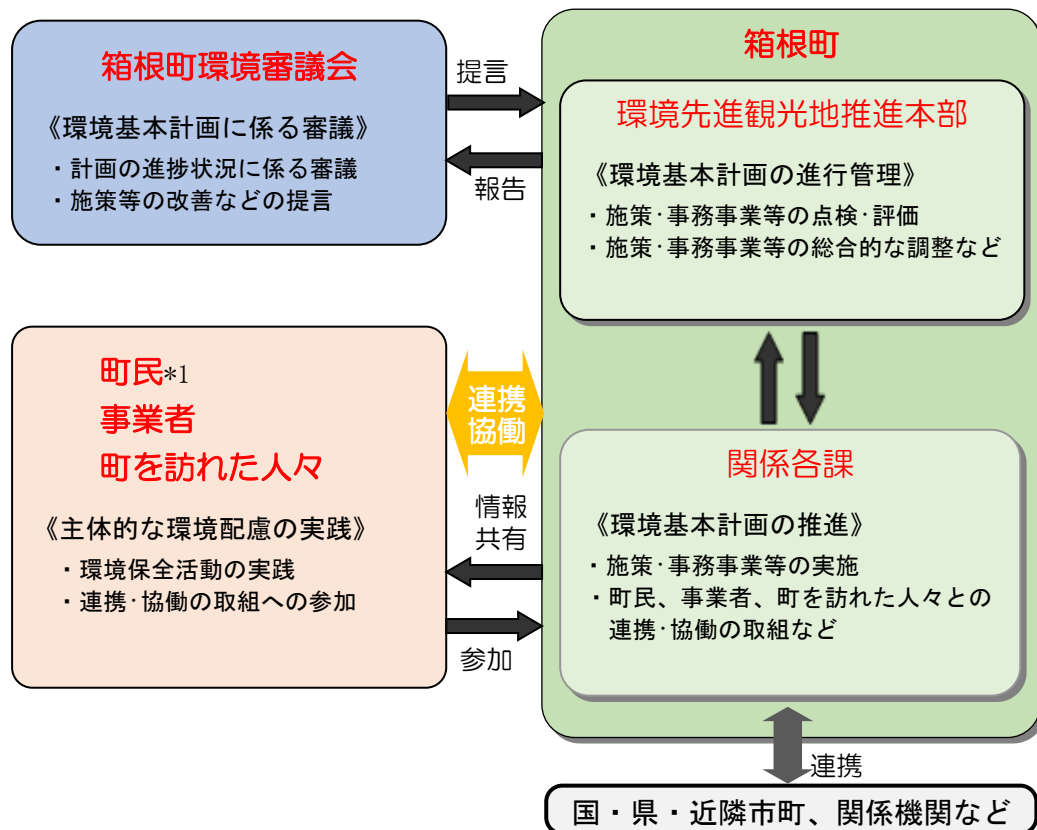 箱根町環境審議会
《環境基本計画に係る審議》
・計画の進捗状況に係る審議
・施策等の改善などの提言
提言
報告
箱根町
環境先進観光地推進本部
《環境基本計画の進行管理》
・施策･事務事業等の点検･評価
・施策･事務事業等の総合的な調整など
町民*1
事業者
町を訪れた人々
《主体的な環境配慮の実践》
・環境保全活動の実践
・連携･協働の取組への参加
連携
協働
情報
共有
参加
関係各課
《環境基本計画の推進》
・施策･事務事業等の実施
・町民、事業者、町を訪れた人々との
連携･協働の取組など
連携
国・県・近隣市町、関係機関など